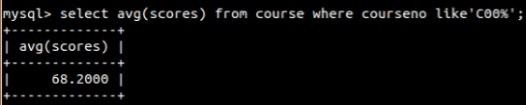 mysql> select avg(scores) from course where courseno like'C00%';
+-------------+
| avg(scores) |
+-------------+
|     68.2000 |
+-------------+